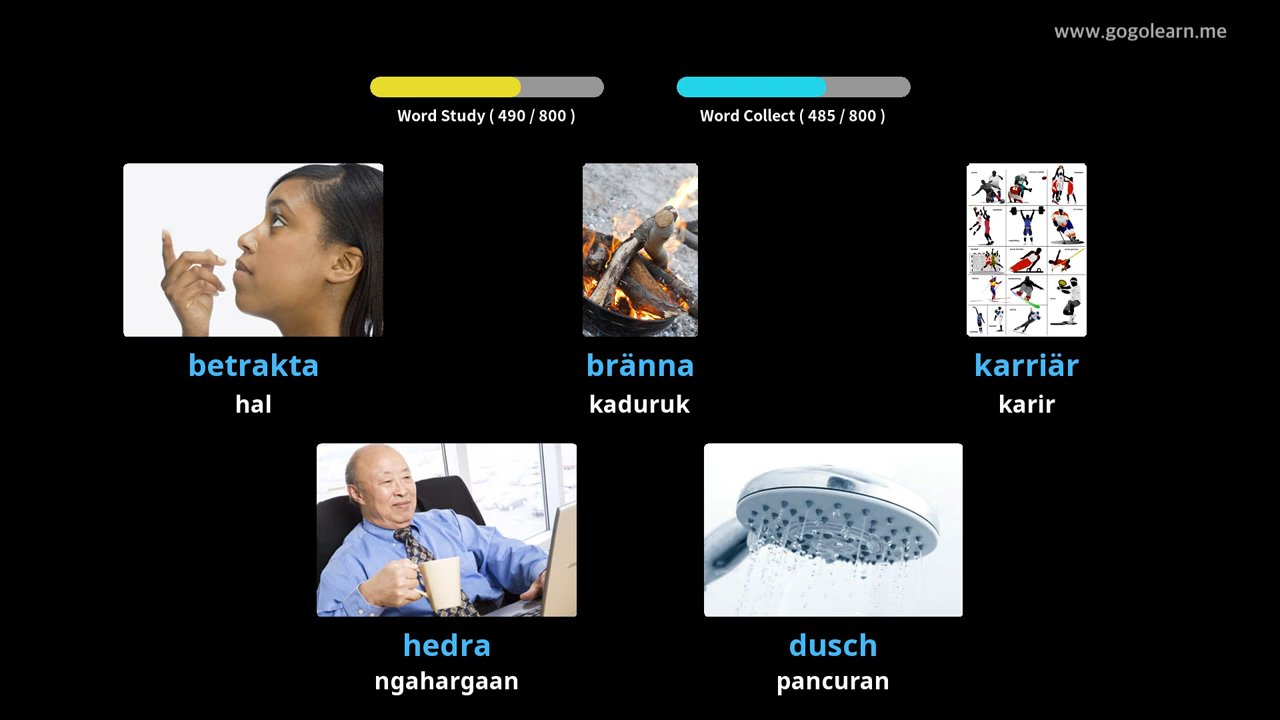 www.gogolearn.me
Word Study ( 490 / 800 )
Word Collect ( 485 / 800 )
betrakta
hal
bränna
kaduruk
karriär
karir
hedra
ngahargaan
dusch
pancuran